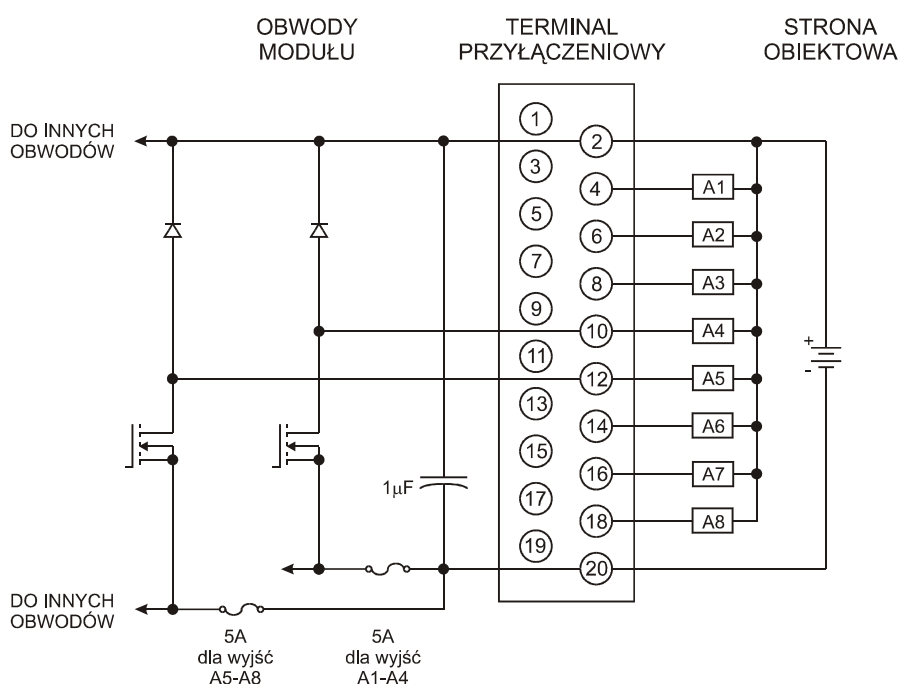 OBWODY
MODUŁU
TERMINAL
PRZYŁĄCZENIOWY
STRONA
OBIEKTOWA
DO INNYCH
OBWODÓW
1
2
3
4
A1
5
6
A2
7
8
A3
9
10
A4
11
12
A5
13
14
A6
15
16
A7
17
18
A8
19
20
+
-
1µF
DO INNYCH
OBWODÓW
5A
dla wyjść
A5-A8
5A
dla wyjść
A1-A4